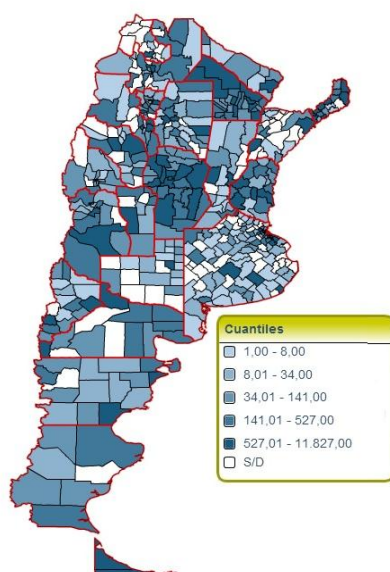 Cuantiles
1,00 - 8,00
8,01 - 34,00
34,01 - 141,00
141,01 - 527,00
527,01 - 11.827,00
S/D